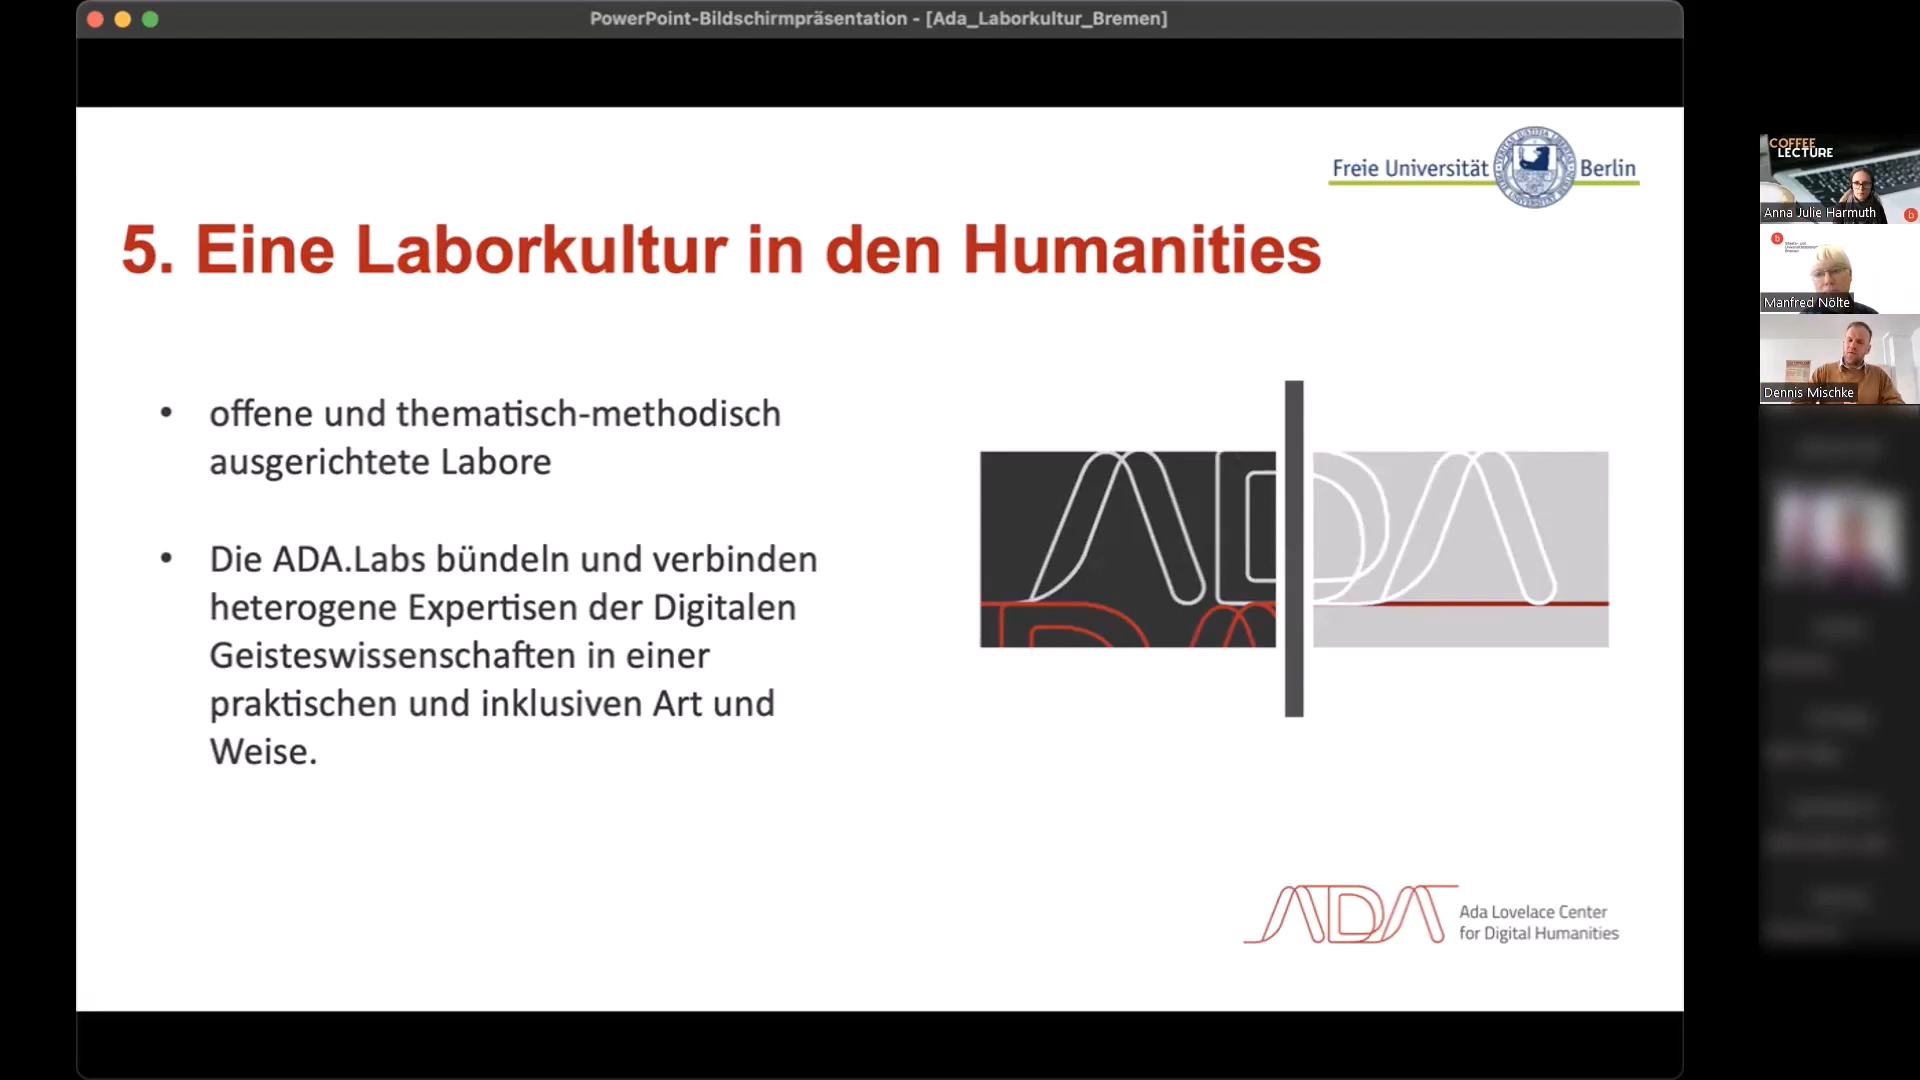 PowerPoint-Bildschirmpräsentation - [Ada_Laborkultur_Bremen]
Freie Universität Berlin
5. Eine Laborkultur in den Humanities
• offene und thematisch-methodisch
ausgerichtete Labore
• Die ADA.Labs bündeln und verbinden
heterogene Expertisen der Digitalen
Geisteswissenschaften in einer
praktischen und inklusiven Art und
Weise.
ADA
ADA
Ada Lovelace Center
for Digital Humanities
COFFEE
LECTURE
Anna Julie Harmuth
b
b
Manfred Nölte
Dennis Mischke